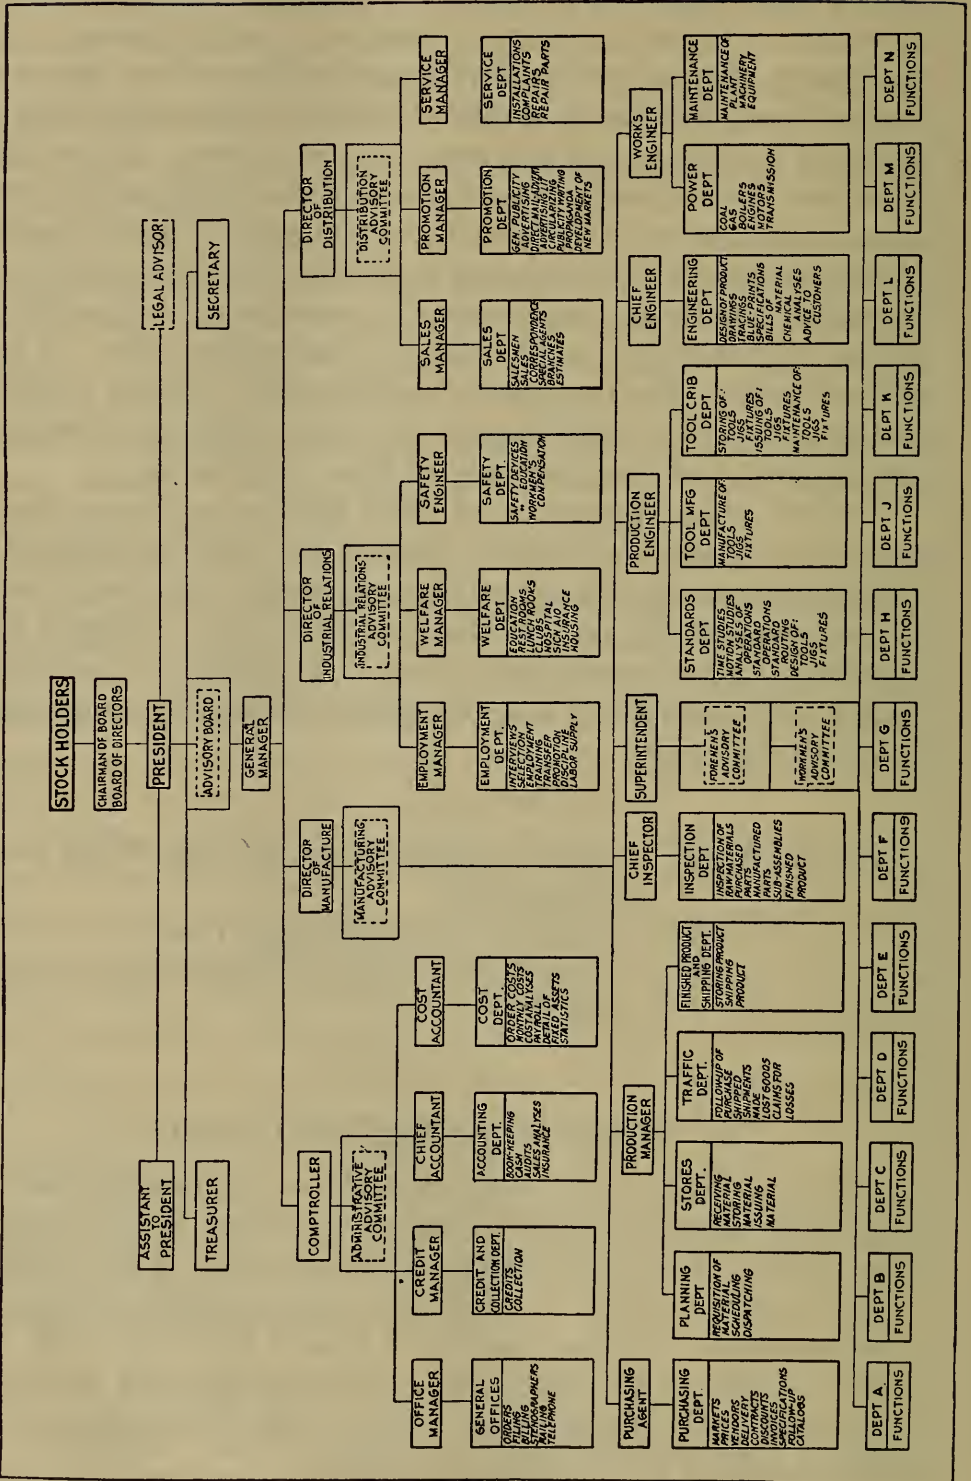 STOCK HOLDERS
CHAIRMAN OF BOARD
BOARD OF DIRECTORS
ASSISTANT
TO
PRESIDENT
PRESIDENT
LEGAL ADVISOR
TREASURER
ADVISORY BOARD
SECRETARY
GENERAL
MANAGER
COMPTROLLER
ADMINISTRATIVE
ADVISORY
COMMITTEE
DIRECTOR
OF
MANUFACTURE
MANUFACTURING
ADVISORY
COMMITTEE
DIRECTOR
OF
INDUSTRIAL RELATIONS
INDUSTRIAL RELATIONS
ADVISORY
COMMITTEE
DIRECTOR
OF
DISTRIBUTION
DISTRIBUTION
ADVISORY
COMMITTEE
OFFICE
MANAGER
CREDIT
MANAGER
CHIEF
ACCOUNTANT
COST
ACCOUNTANT
EMPLOYMENT
MANAGER
WELFARE
MANAGER
SAFETY
ENGINEER
SALES
MANAGER
PROMOTION
MANAGER
SERVICE
MANAGER
GENERAL
OFFICES
ORDERS
FILING
BILLING
STENOGRAPHERS
MAILING
TELEPHONE
CREDIT AND
COLLECTION DEPT.
CREDITS
COLLECTION
ACCOUNTING
DEPT.
BOOK-KEEPING
CASH
AUDITS
SALES ANALYSES
INSURANCE
COST
DEPT.
ORDER COSTS
MONTHLY COSTS
COST ANALYSES
PAYROLL
DETAIL OF
FIXED ASSETS
STATISTICS
EMPLOYMENT
DEPT.
INTERVIEWS
SELECTION
EMPLOYMENT
TRAINING
TRANSFER
PROMOTION
DISCIPLINE
LABOR SUPPLY
WELFARE
DEPT
EDUCATION
REST ROOMS
LUNCH ROOMS
CLUBS
HOSPITAL
SICK AID
INSURANCE
HOUSING
SAFETY
DEPT.
SAFETY DEVICES
" EDUCATION
WORKMEN'S
COMPENSATION
SALES
DEPT
SALESMEN
SALES
CORRESPONDENCE
SPECIAL AGENTS
BRANCHES
ESTIMATES
PROMOTION
DEPT
GEN. PUBLICITY
ADVERTISING
DIRECT MAIL-ADVER
ADVERTISING LIT
CIRCULARIZING
PUBLICITY WRITING
PROPAGANDA
DEVELOPMENT OF
NEW MARKETS
SERVICE
DEPT
INSTALLATIONS
COMPLAINTS
REPAIRS
REPAIR PARTS
PURCHASING
AGENT
PRODUCTION
MANAGER
CHIEF
INSPECTOR
SUPERINTENDENT
PRODUCTION
ENGINEER
CHIEF
ENGINEER
WORKS
ENGINEER
PURCHASING
DEPT.
MARKETS
PRICES
VENDORS
DELIVERY
CONTRACTS
DISCOUNTS
INVOICES
SPECIFICATIONS
FOLLOW-UP
CATALOGS
PLANNING
DEPT
REQUISITION OF
MATERIAL
SCHEDULING
DISPATCHING
STORES
DEPT.
RECEIVING
MATERIAL
STORING
MATERIAL
ISSUING
MATERIAL
TRAFFIC
DEPT.
FOLLOW-UP OF
PURCHASE
SHIPPED
SHIPMENTS
MADE
LOST GOODS
CLAIMS FOR
LOSSES
FINISHED PRODUCT
AND
SHIPPING DEPT.
STORING PRODUCT
SHIPPING
PRODUCT
INSPECTION
DEPT
INSPECTION OF
RAW MATERIALS
PURCHASED
PARTS
MANUFACTURED
PARTS
SUB-ASSEMBLIES
FINISHED
PRODUCT
FOREMEN'S
ADVISORY
COMMITTEE
WORKMEN'S
ADVISORY
COMMITTEE
STANDARDS
DEPT
TIME STUDIES
MOTION STUDIES
ANALYSES OF
OPERATIONS
STANDARD
OPERATIONS
STANDARD
ROUTING
DESIGN OF:
TOOLS
JIGS
FIXTURES
TOOL MFG
DEPT
MANUFACTURE OF:
TOOLS
JIGS
FIXTURES
TOOL CRIB
DEPT
STORING OF:
TOOLS
JIGS
FIXTURES
ISSUING OF:
TOOLS
JIGS
FIXTURES
MAINTENANCE OF:
TOOLS
JIGS
FIXTURES
ENGINEERING
DEPT
DESIGN OF PRODUCT
DRAWINGS
TRACINGS
BLUE-PRINTS
SPECIFICATIONS
BILLS OF
MATERIAL
CHEMICAL
ANALYSES
ADVICE TO
CUSTOMERS
POWER
DEPT
COAL
GAS
BOILERS
ENGINES
MOTORS
TRANSMISSION
MAINTENANCE
DEPT
MAINTENANCE OF
PLANT
MACHINERY
EQUIPMENT
DEPT A.
FUNCTIONS
DEPT B
FUNCTIONS
DEPT C
FUNCTIONS
DEPT D
FUNCTIONS
DEPT E
FUNCTIONS
DEPT F
FUNCTIONS
DEPT G
FUNCTIONS
DEPT H
FUNCTIONS
DEPT J
FUNCTIONS
DEPT K
FUNCTIONS
DEPT L
FUNCTIONS
DEPT M
FUNCTIONS
DEPT N
FUNCTIONS